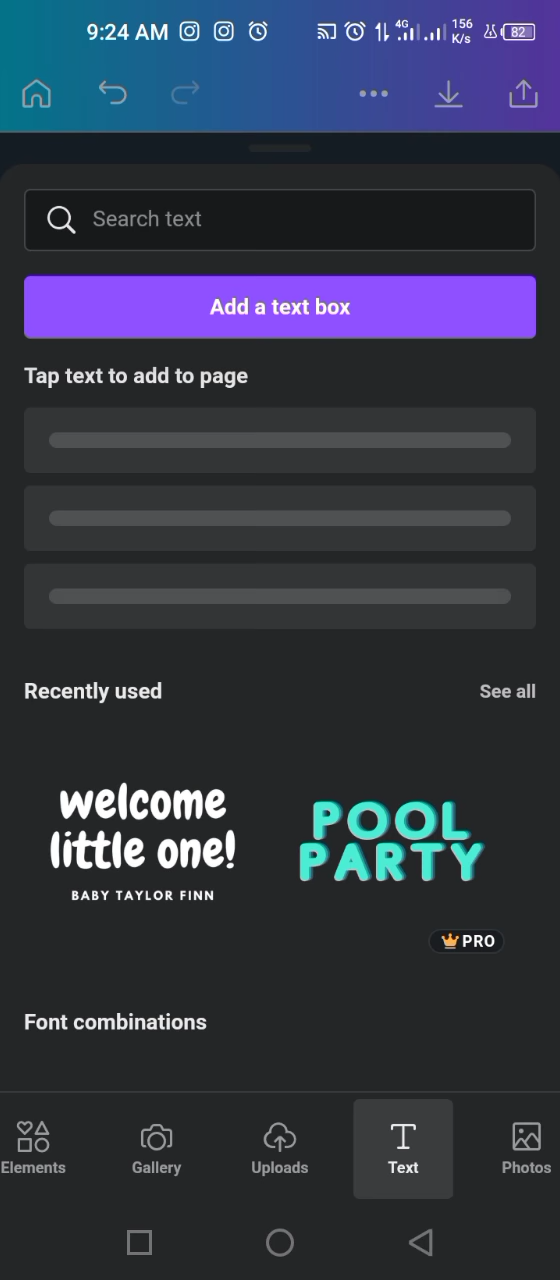 9:24 AM 4G 156 K/s 82
Search text
Add a text box
Tap text to add to page
Recently used See all
welcome
little one!
BABY TAYLOR FINN
POOL
PARTY
PRO
Font combinations
Elements Gallery Uploads Text Photos